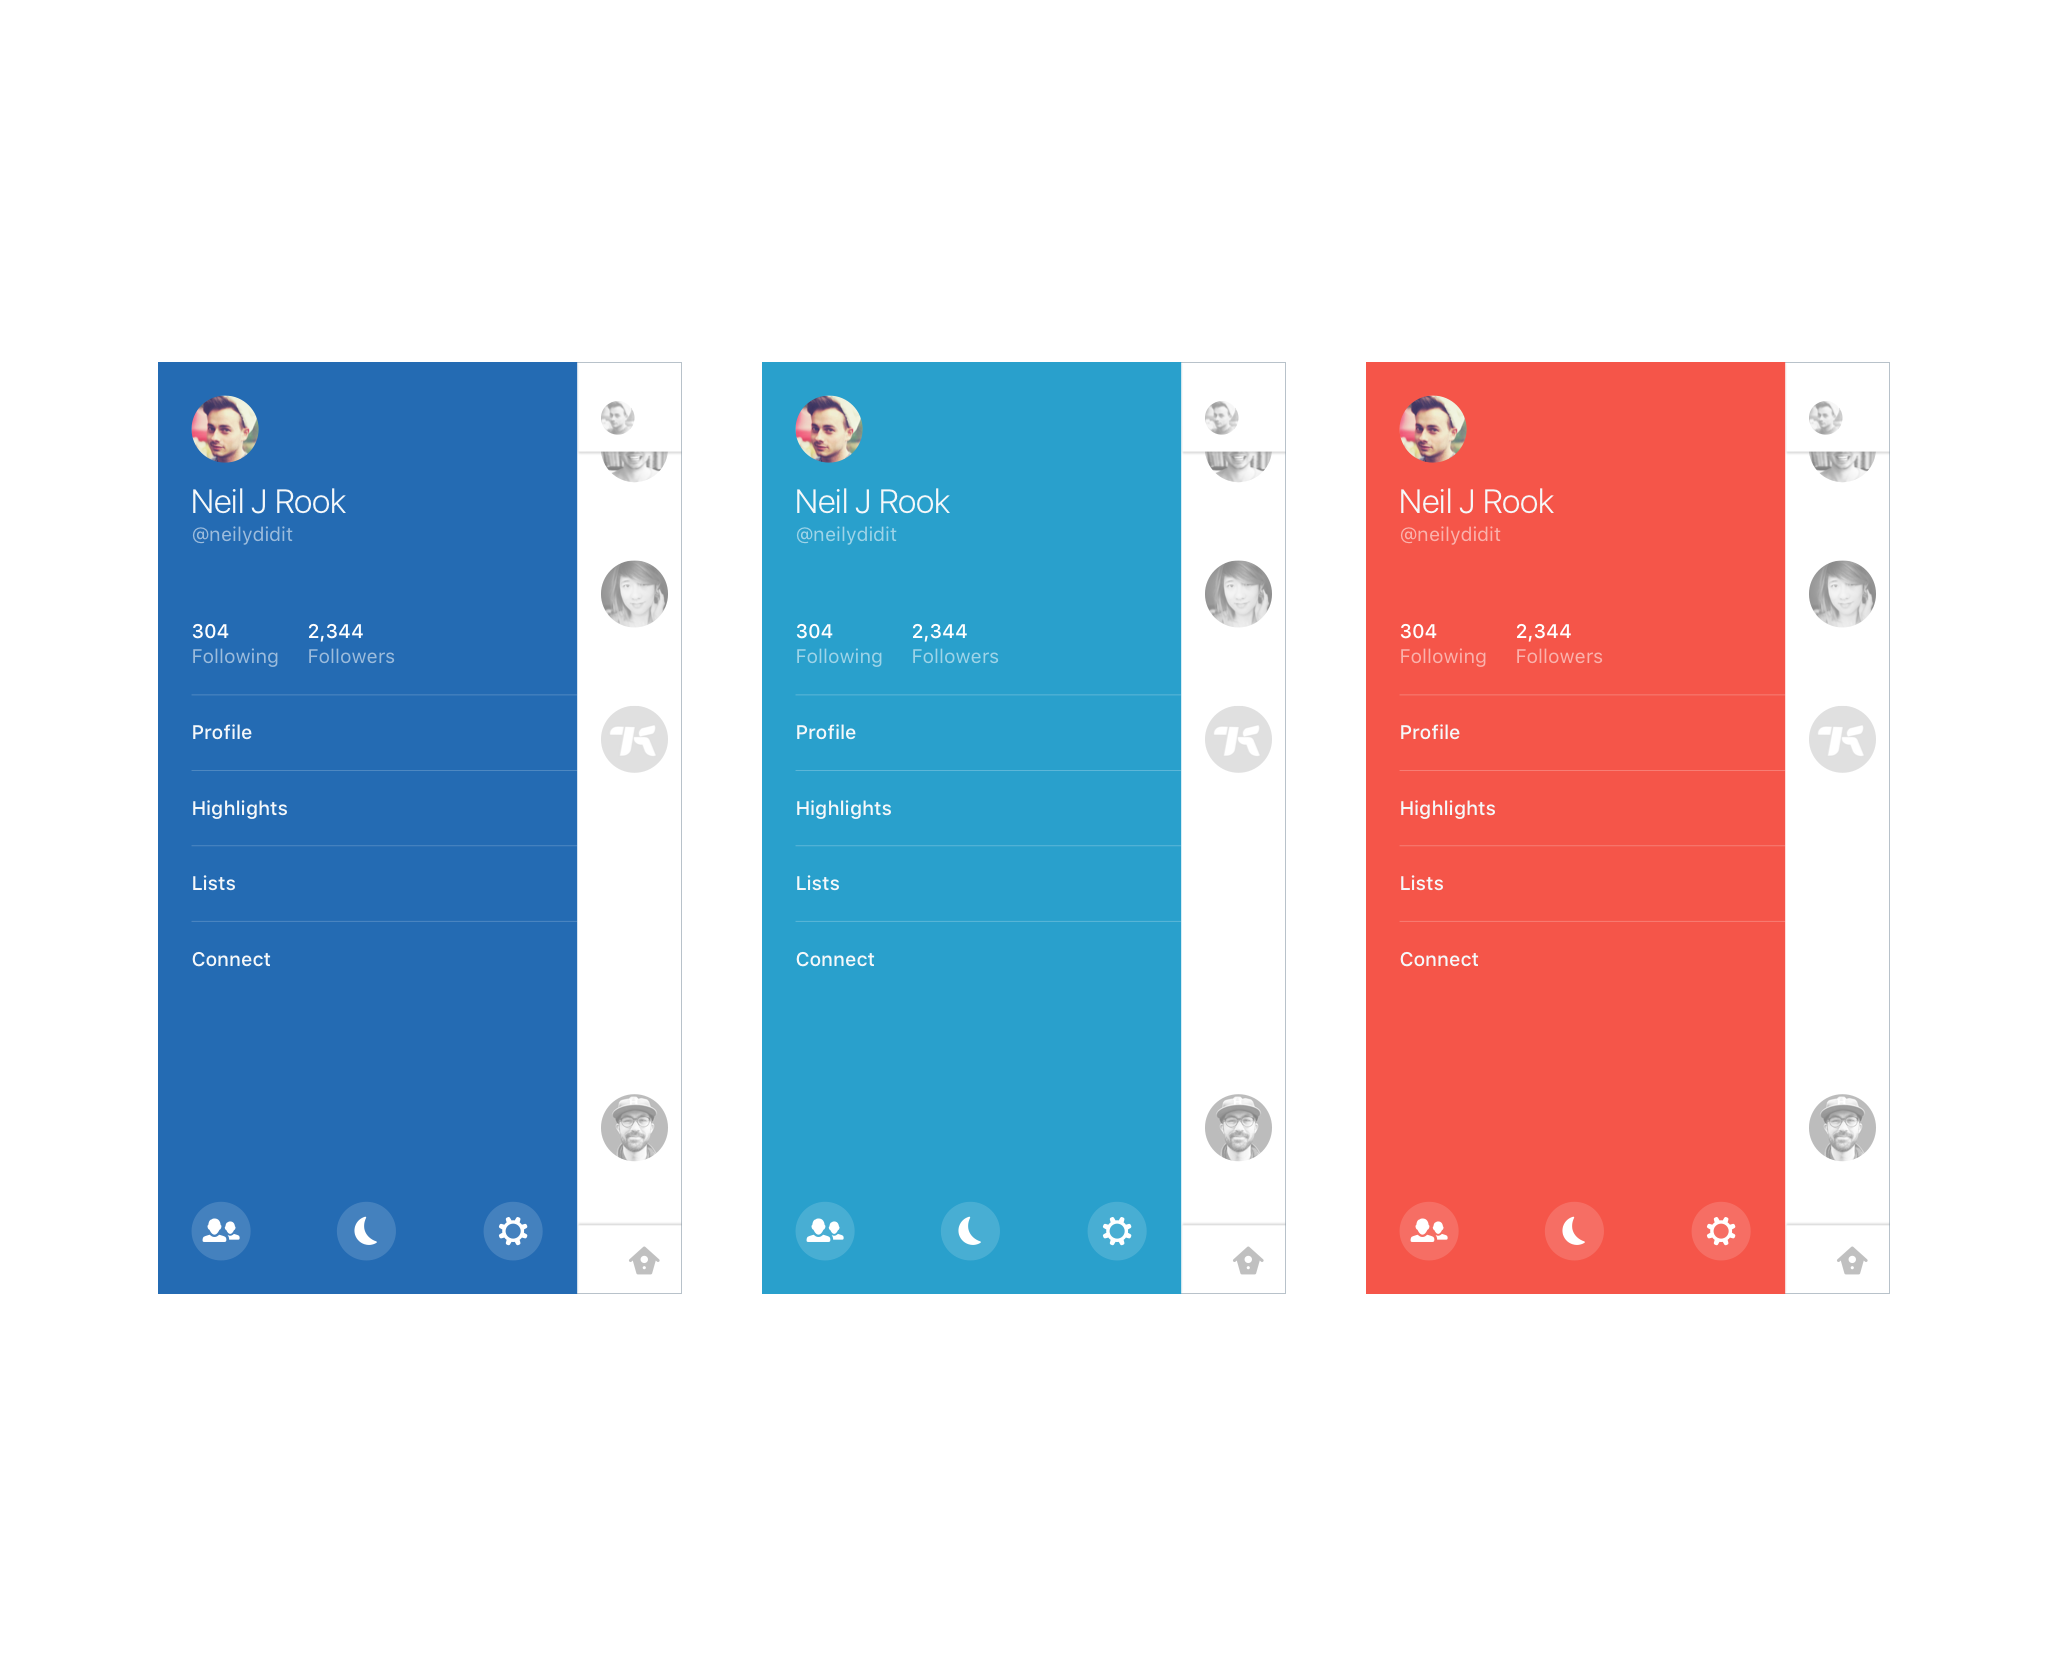 Neil J Rook
@neilydidit
304 2,344
Following Followers
Profile
Highlights
Lists
Connect
Neil J Rook
@neilydidit
304 2,344
Following Followers
Profile
Highlights
Lists
Connect
Neil J Rook
@neilydidit
304 2,344
Following Followers
Profile
Highlights
Lists
Connect